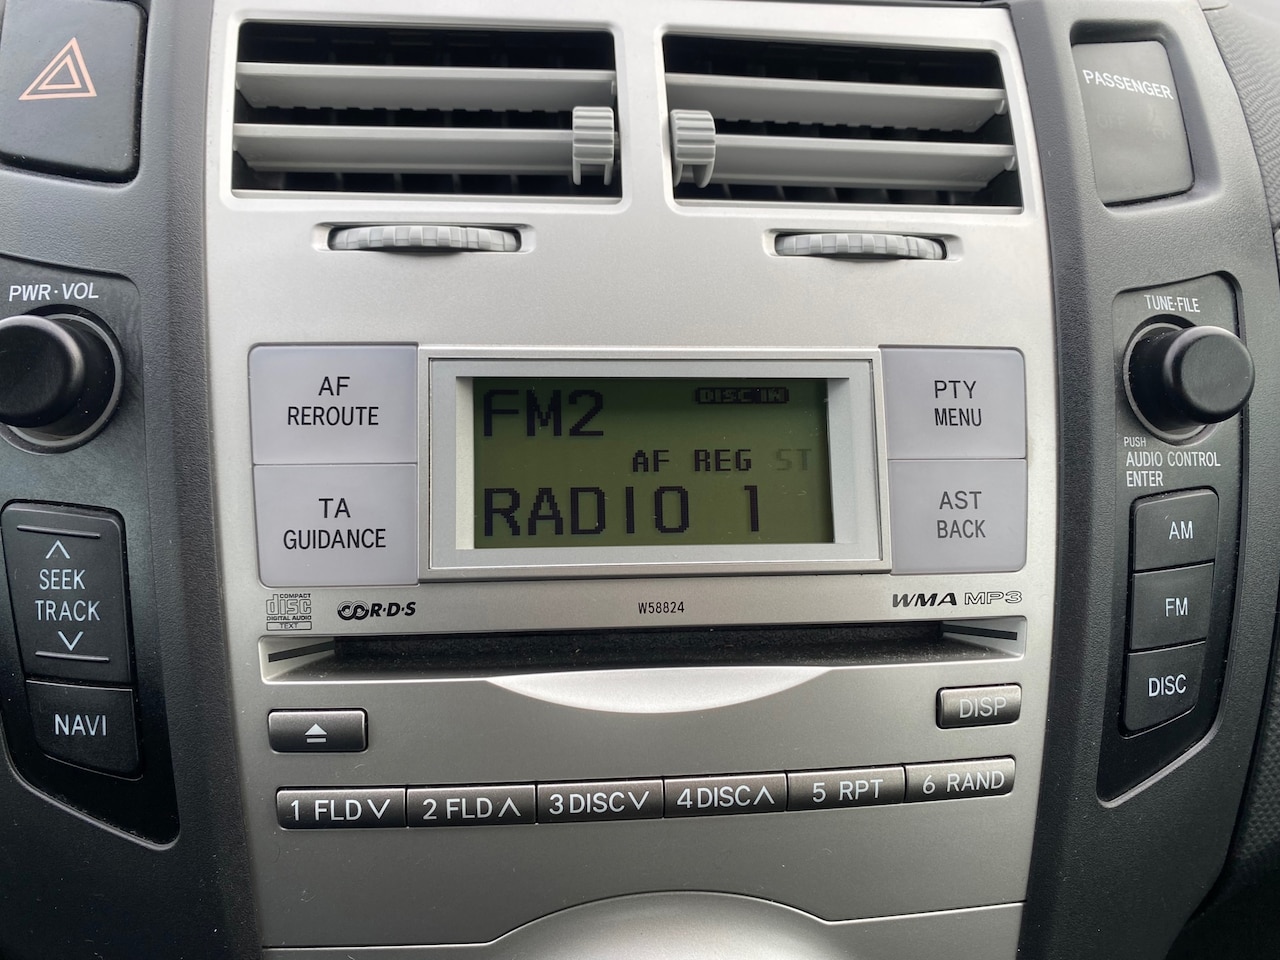 PASSENGER
OFF
PWR·VOL
TUNE·FILE
AF
REROUTE
FM2
DISC IN
PTY
MENU
AF REG ST
PUSH
AUDIO CONTROL
ENTER
TA
GUIDANCE
RADIO 1
AST
BACK
AM
SEEK
TRACK
FM
COMPACT
disc
DIGITAL AUDIO
TEXT
R·D·S
W58824
WMA MP3
DISC
NAVI
DISP
1 FLD ∨
2 FLD ∧
3 DISC ∨
4 DISC ∧
5 RPT
6 RAND